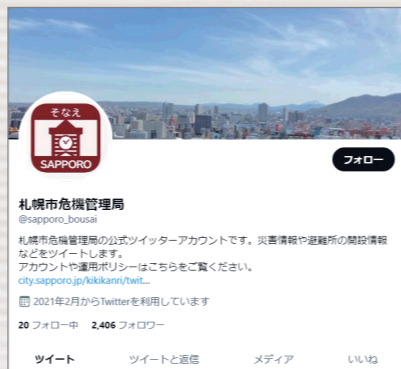 そなえ
SAPPORO
フォロー
札幌市危機管理局
@sapporo_bousai
札幌市危機管理局の公式ツイッターアカウントです。災害情報や避難所の開設情報
などをツイートします。
アカウントや運用ポリシーはこちらをご覧ください。
city.sapporo.jp/kikikanri/twit...
2021年2月からTwitterを利用しています
20 フォロー中 2,406 フォロワー
ツイート ツイートと返信 メディア いいね